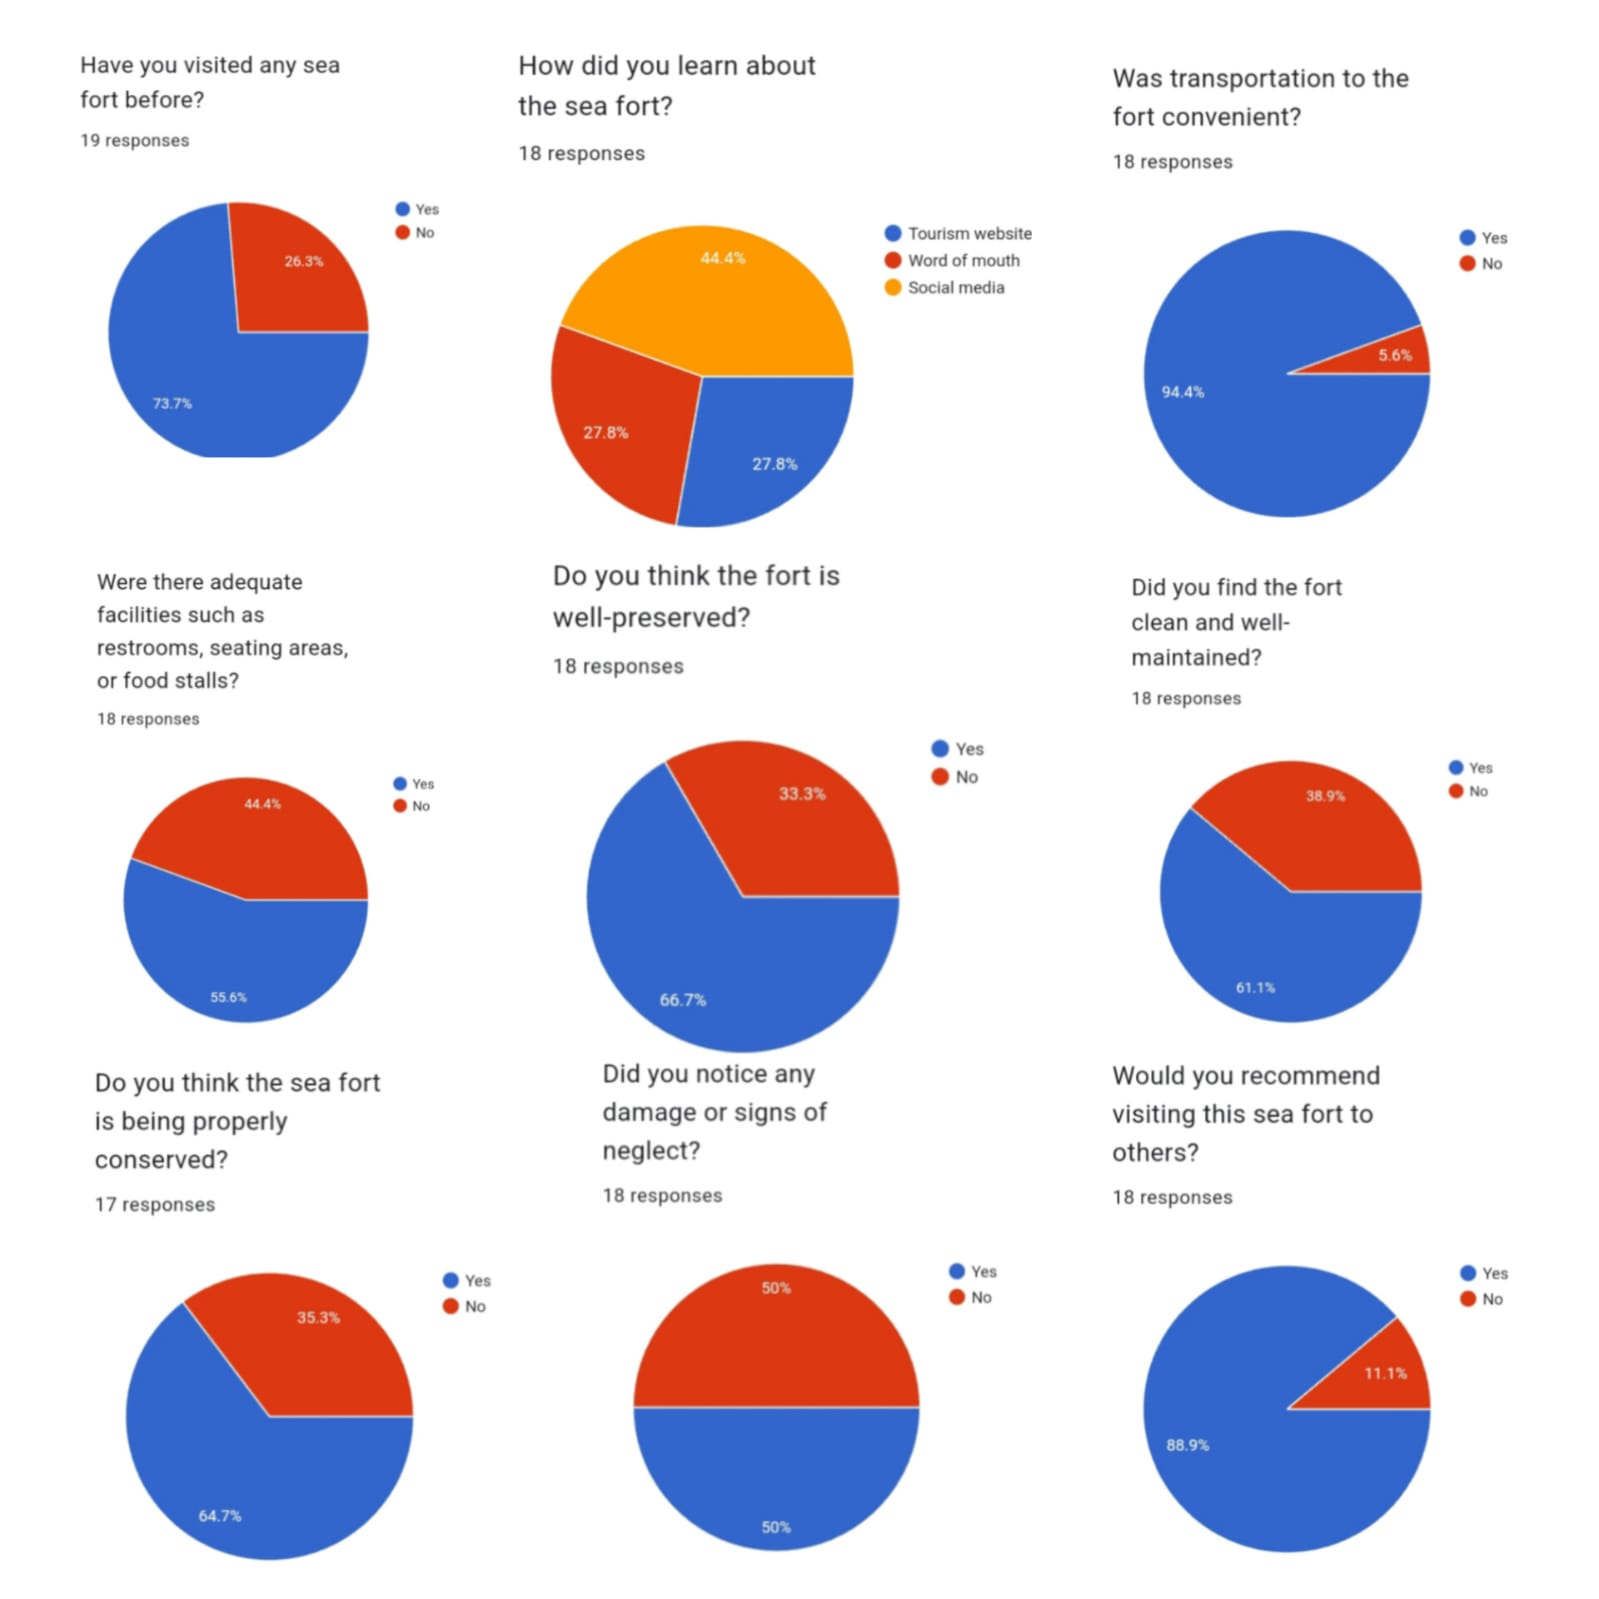 Have you visited any sea
fort before?
19 responses
Yes
No
26.3%
73.7%
How did you learn about
the sea fort?
18 responses
Tourism website
Word of mouth
Social media
44.4%
27.8%
27.8%
Was transportation to the
fort convenient?
18 responses
Yes
No
5.6%
94.4%
Were there adequate
facilities such as
restrooms, seating areas,
or food stalls?
18 responses
Yes
No
44.4%
55.6%
Do you think the fort is
well-preserved?
18 responses
Yes
No
33.3%
66.7%
Did you find the fort
clean and well-
maintained?
18 responses
Yes
No
38.9%
61.1%
Do you think the sea fort
is being properly
conserved?
17 responses
Yes
No
35.3%
64.7%
Did you notice any
damage or signs of
neglect?
18 responses
Yes
No
50%
50%
Would you recommend
visiting this sea fort to
others?
18 responses
Yes
No
11.1%
88.9%